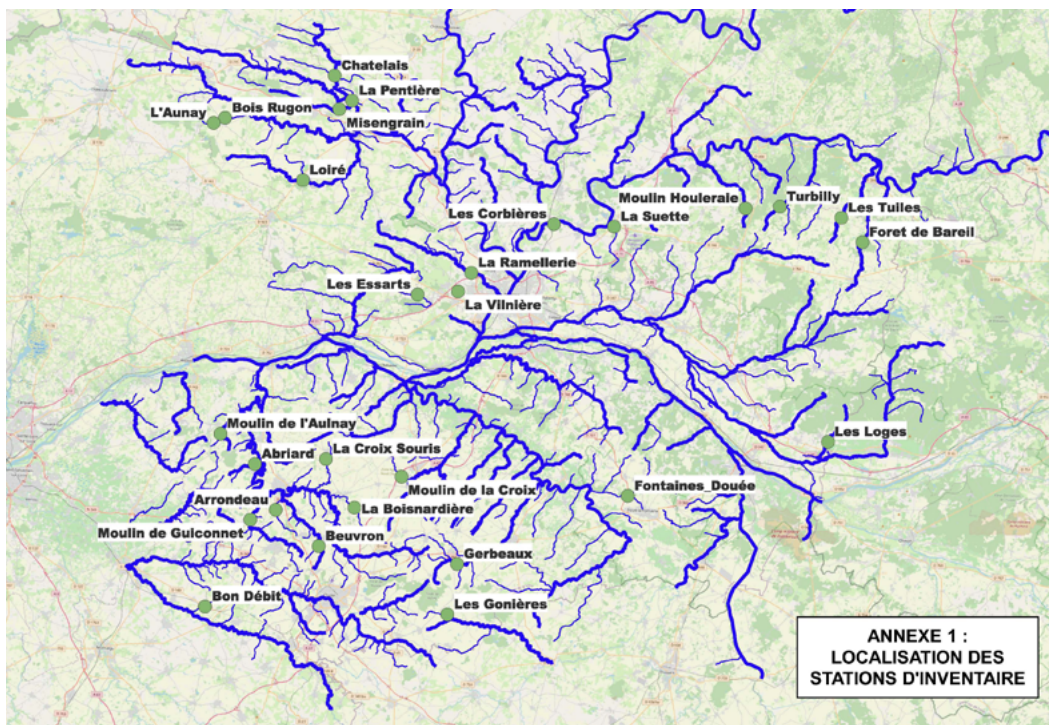 Chatelais
La Pentière
Bois Rugon
L'Aunay
Misengrain
Loiré
Moulin Houleraie
Turbilly
Les Tulles
Les Corbières
La Suette
Foret de Bareil
La Ramellerie
Les Essarts
La Vilnière
Moulin de l'Aulnay
La Croix Souris
Abriard
Les Loges
Moulin de la Croix
Fontaines_Douée
Arrondeau
La Boisnardière
Moulin de Guiconnet
Beuvron
Gerbeaux
Bon Débit
Les Gonières
ANNEXE 1 :
LOCALISATION DES
STATIONS D'INVENTAIRE